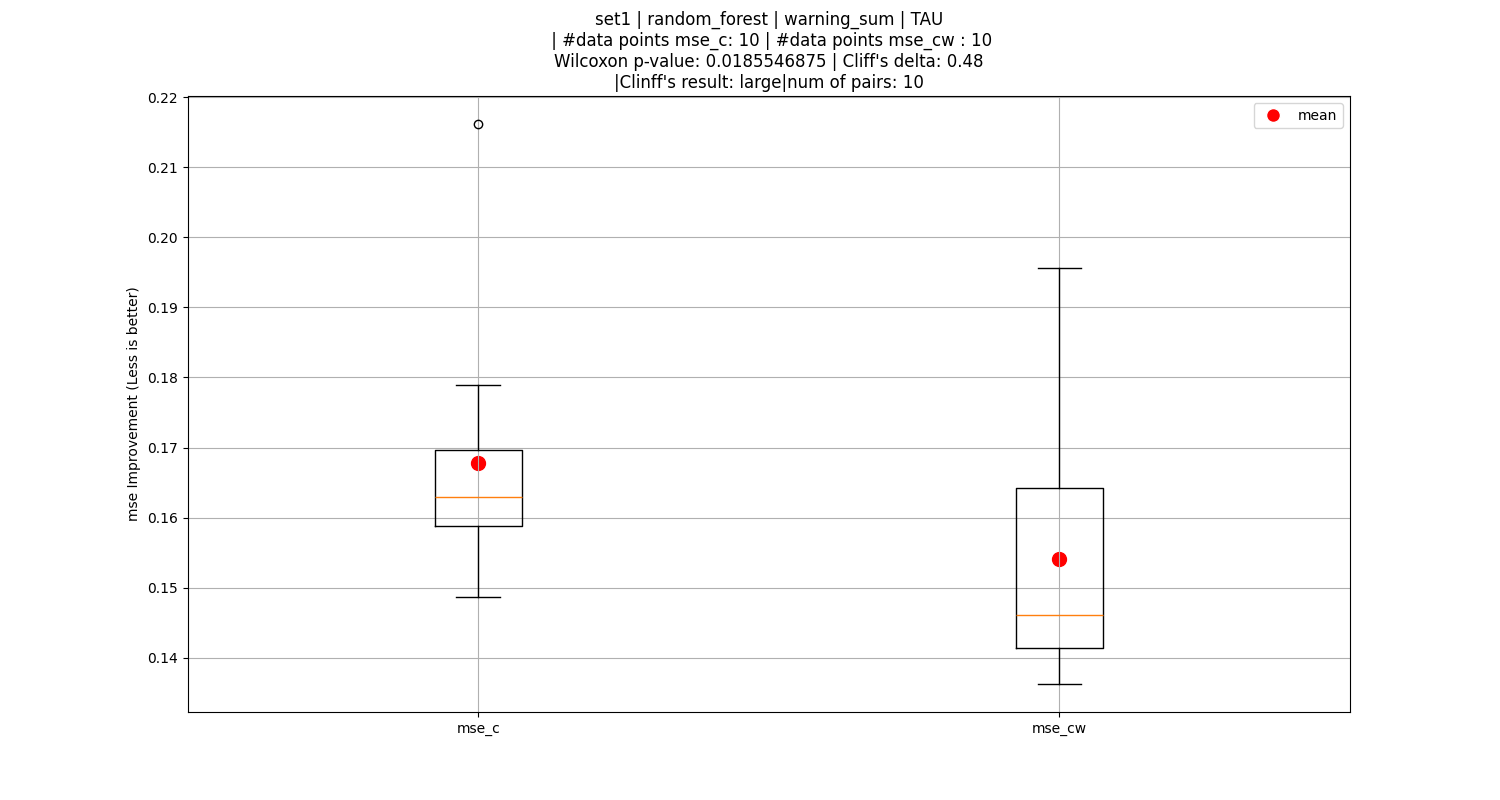 set1 | random_forest | warning_sum | TAU
| #data points mse_c: 10 | #data points mse_cw : 10
Wilcoxon p-value: 0.0185546875 | Cliff's delta: 0.48
|Clinff's result: large|num of pairs: 10
mean
0.22
0.21
0.20
0.19
0.18
0.17
0.16
0.15
0.14
mse Improvement (Less is better)
mse_c
mse_cw